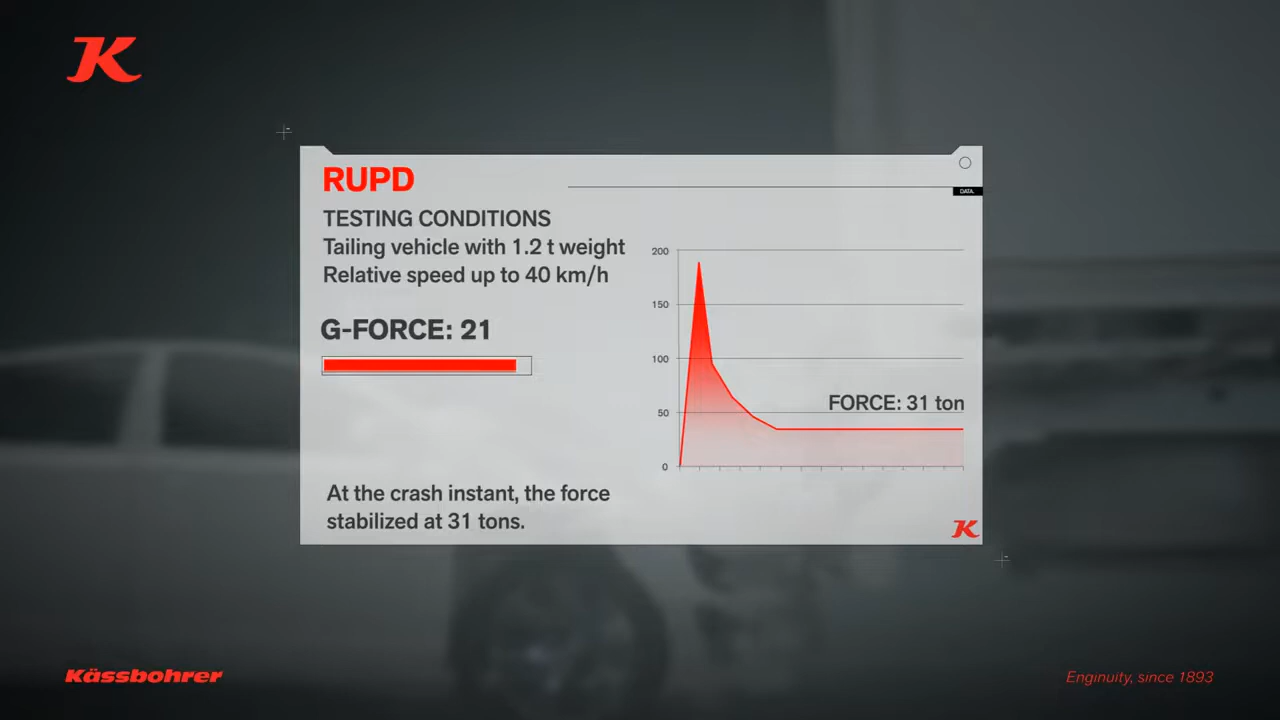 K
RUPD
DATA.
TESTING CONDITIONS
Tailing vehicle with 1.2 t weight
Relative speed up to 40 km/h
G-FORCE: 21
200
150
100
50
0
FORCE: 31 ton
At the crash instant, the force
stabilized at 31 tons.
K
Kässbohrer
Enginuity, since 1893